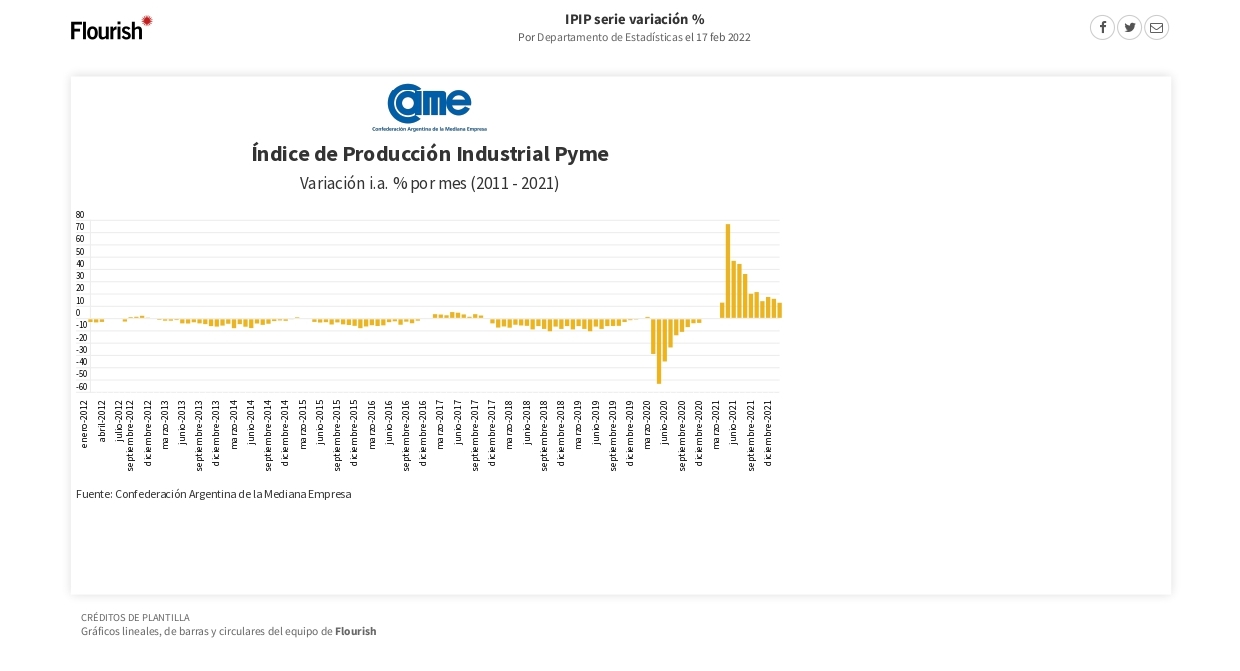 Flourish
IPIP serie variación %
Por Departamento de Estadísticas el 17 feb 2022
came
Confederación Argentina de la Mediana Empresa
Índice de Producción Industrial Pyme
Variación i.a. % por mes (2011 - 2021)
80
70
60
50
40
30
20
10
0
-10
-20
-30
-40
-50
-60
enero-2012
abril-2012
julio-2012
septiembre-2012
diciembre-2012
marzo-2013
junio-2013
septiembre-2013
diciembre-2013
marzo-2014
junio-2014
septiembre-2014
diciembre-2014
marzo-2015
junio-2015
septiembre-2015
diciembre-2015
marzo-2016
junio-2016
septiembre-2016
diciembre-2016
marzo-2017
junio-2017
septiembre-2017
diciembre-2017
marzo-2018
junio-2018
septiembre-2018
diciembre-2018
marzo-2019
junio-2019
septiembre-2019
diciembre-2019
marzo-2020
junio-2020
septiembre-2020
diciembre-2020
marzo-2021
junio-2021
septiembre-2021
diciembre-2021
Fuente: Confederación Argentina de la Mediana Empresa
CRÉDITOS DE PLANTILLA
Gráficos lineales, de barras y circulares del equipo de Flourish